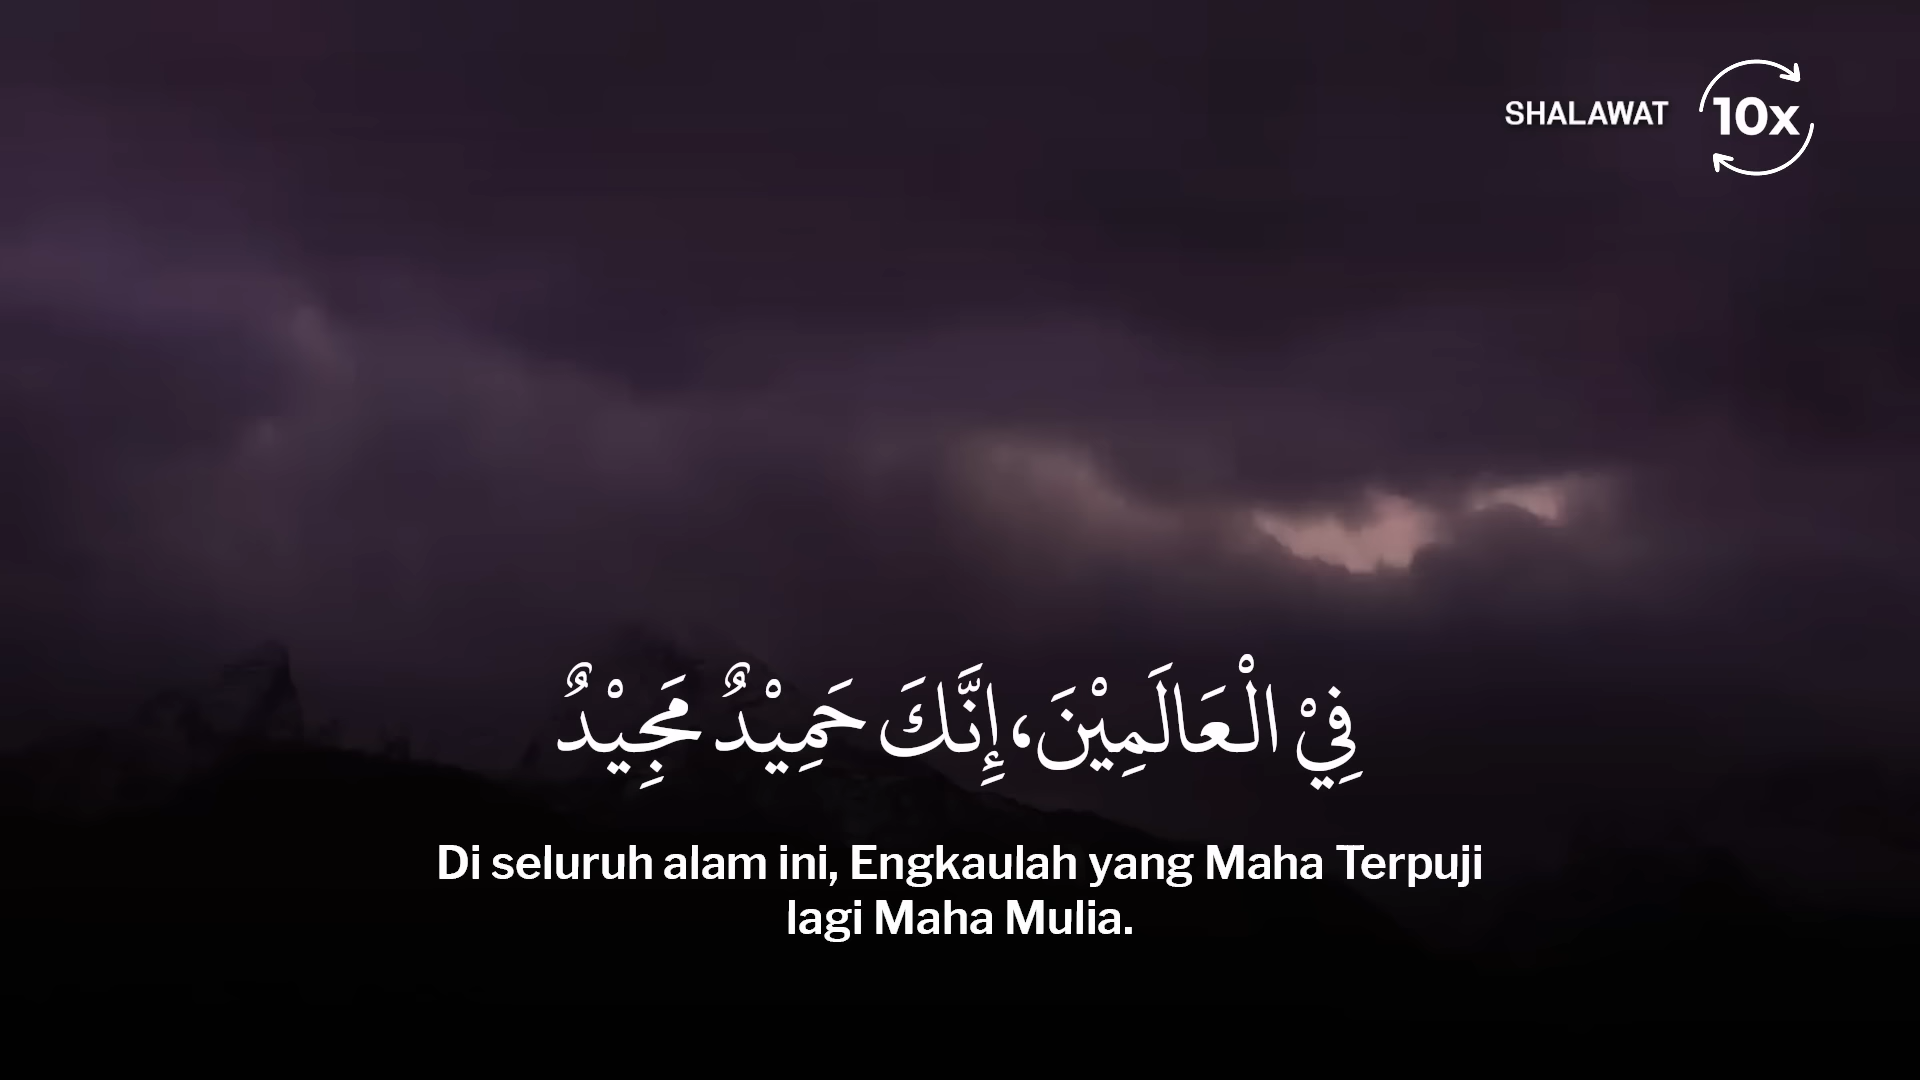 SHALAWAT
10x
فِيْ الْعَالَمِيْنَ، إِنَّكَ حَمِيْدٌ مَجِيْدٌ
Di seluruh alam ini, Engkaulah yang Maha Terpuji
lagi Maha Mulia.